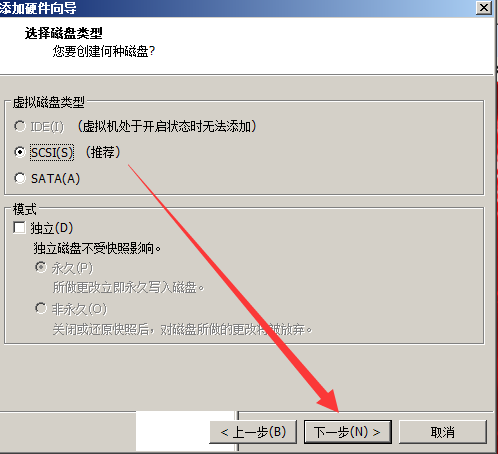 添加硬件向导
选择磁盘类型
您要创建何种磁盘?
虚拟磁盘类型
IDE(I) （虚拟机处于开启状态时无法添加）
SCSI(S) （推荐）
SATA(A)
模式
独立(D)
独立磁盘不受快照影响。
永久(P)
所做更改立即永久写入磁盘。
非永久(O)
关闭或还原快照后，对磁盘所做的更改将被放弃。
< 上一步(B) 下一步(N) > 取消